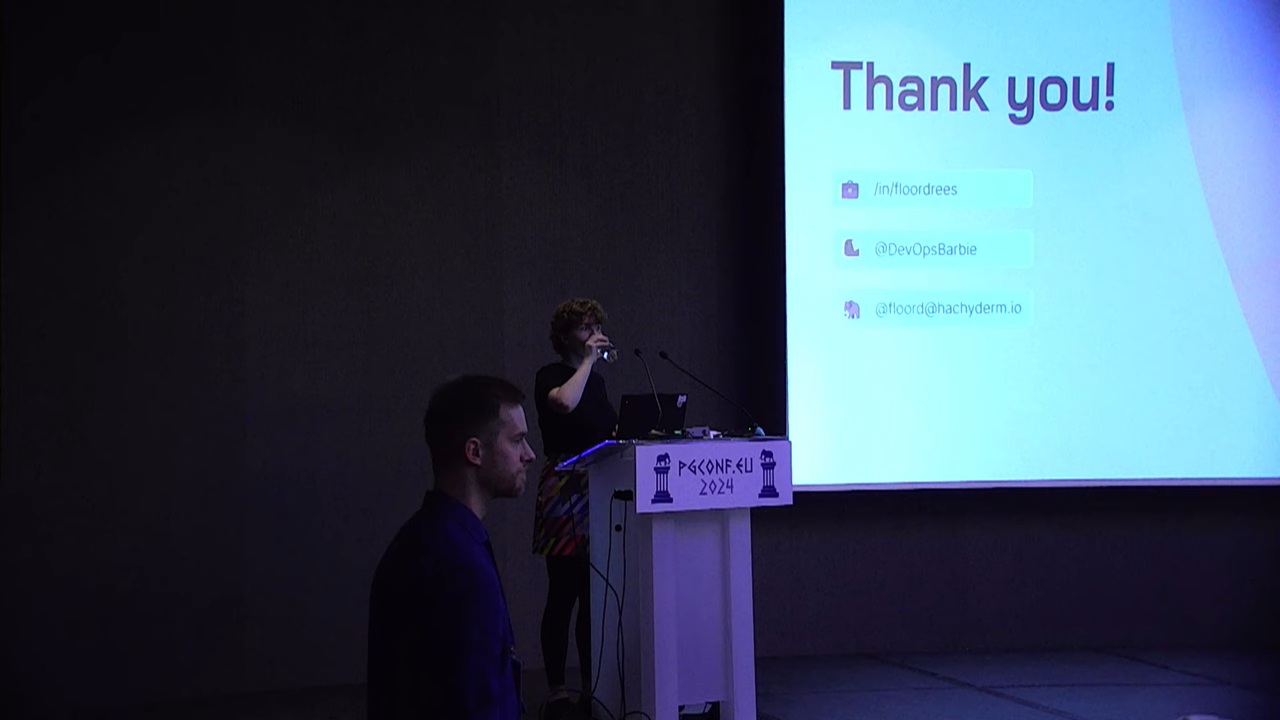 Thank you!
/in/floordrees
@DevOpsBarbie
@floord@hachyderm.io
PGCONF.EU
2024